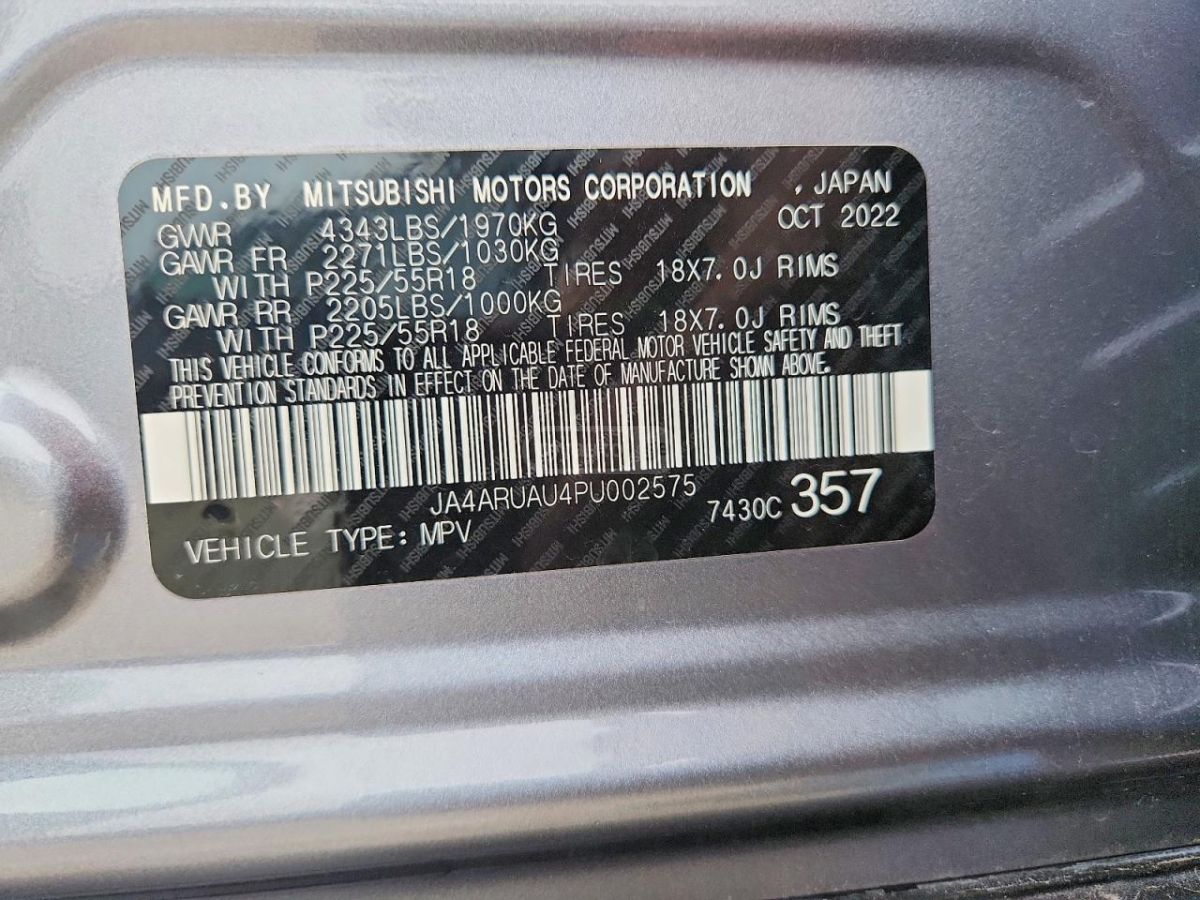 MFD.BY MITSUBISHI MOTORS CORPORATION , JAPAN
GWWR 4343LBS/1970KG OCT 2022
GAWR FR 2271LBS/1030KG
WITH P225/55R18 TIRES 18X7.0J RIMS
GAWR RR 2205LBS/1000KG
WITH P225/55R18 TIRES 18X7.0J RIMS
THIS VEHICLE CONFORMS TO ALL APPLICABLE FEDERAL MOTOR VEHICLE SAFETY AND THEFT
PREVENTION STANDARDS IN EFFECT ON THE DATE OF MANUFACTURE SHOWN ABOVE.
JA4ARUAU4PU002575
7430C 357
VEHICLE TYPE: MPV